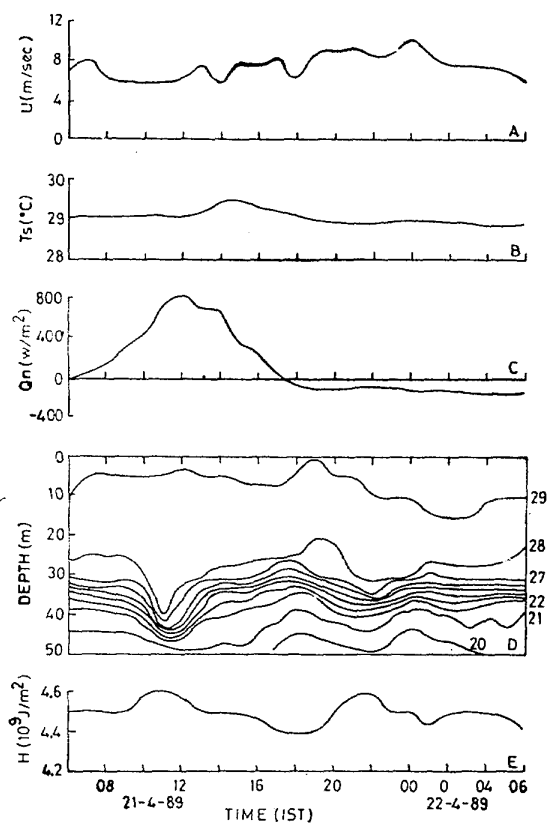 12
8
4
0
U(m/sec)
A
30
29
28
Ts(°C)
B
800
400
0
-400
Qn(w/m²)
C
0
10
20
30
40
50
DEPTH (m)
29
28
27
22
21
20 D
4.6
4.4
4.2
H (10⁹J/m²)
E
08 12 16 20 00 0 04 06
21-4-89 TIME (IST) 22-4-89